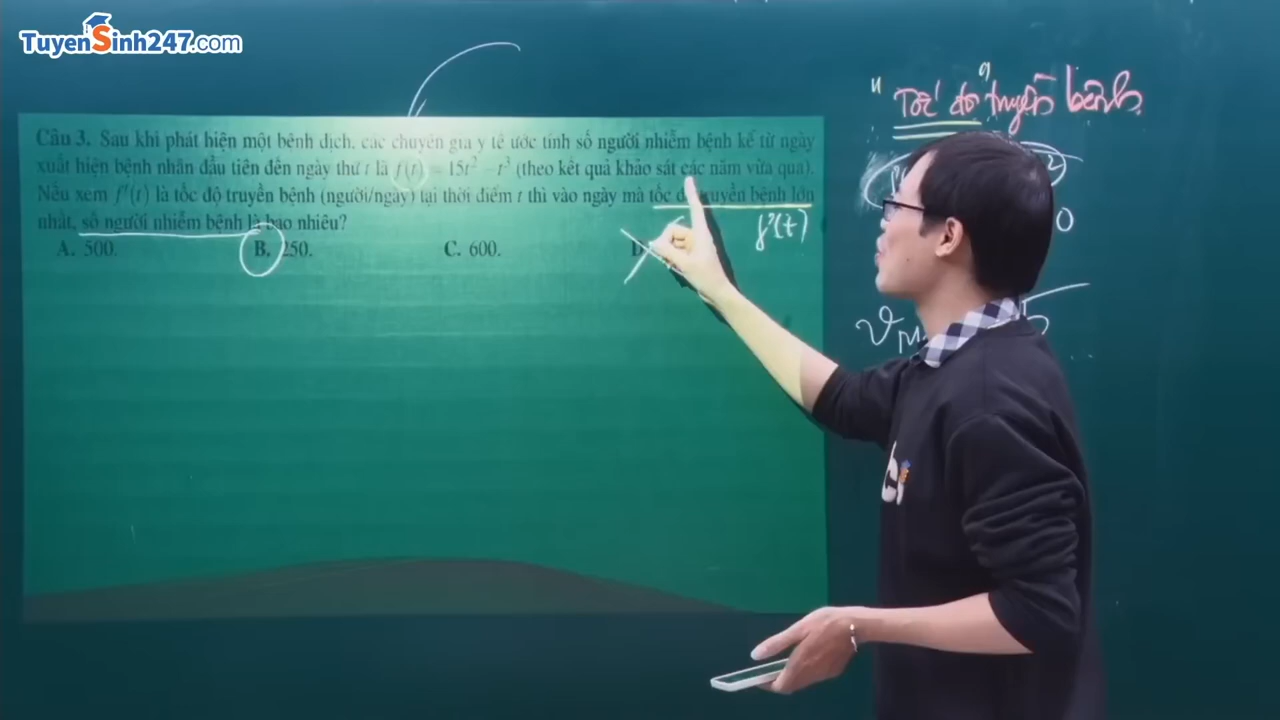 TuyenSinh247.com
"Tốc độ" truyền bệnh
Câu 3. Sau khi phát hiện một bệnh dịch, các chuyên gia y tế ước tính số người nhiễm bệnh kể từ ngày
xuất hiện bệnh nhân đầu tiên đến ngày thứ t là f(t) = 15t² − t³ (theo kết quả khảo sát các năm vừa qua).
Nếu xem f'(t) là tốc độ truyền bệnh (người/ngày) tại thời điểm t thì vào ngày mà tốc độ truyền bệnh lớn
nhất, số người nhiễm bệnh là bao nhiêu?
f'(t)
0
A. 500. B. 250. C. 600. D